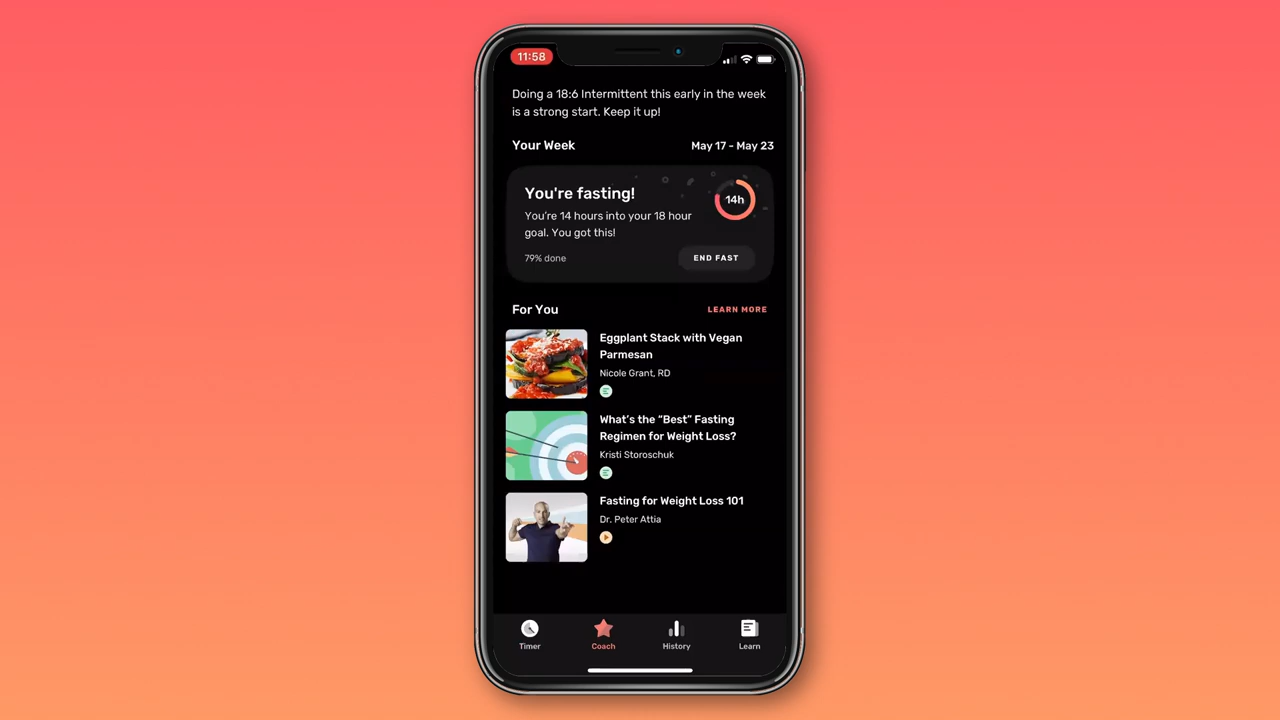 11:58
Doing a 18:6 Intermittent this early in the week
is a strong start. Keep it up!
Your Week
May 17 - May 23
You're fasting!
14h
You're 14 hours into your 18 hour
goal. You got this!
79% done
END FAST
For You
LEARN MORE
Eggplant Stack with Vegan
Parmesan
Nicole Grant, RD
What's the “Best” Fasting
Regimen for Weight Loss?
Kristi Storoschuk
Fasting for Weight Loss 101
Dr. Peter Attia
Timer
Coach
History
Learn